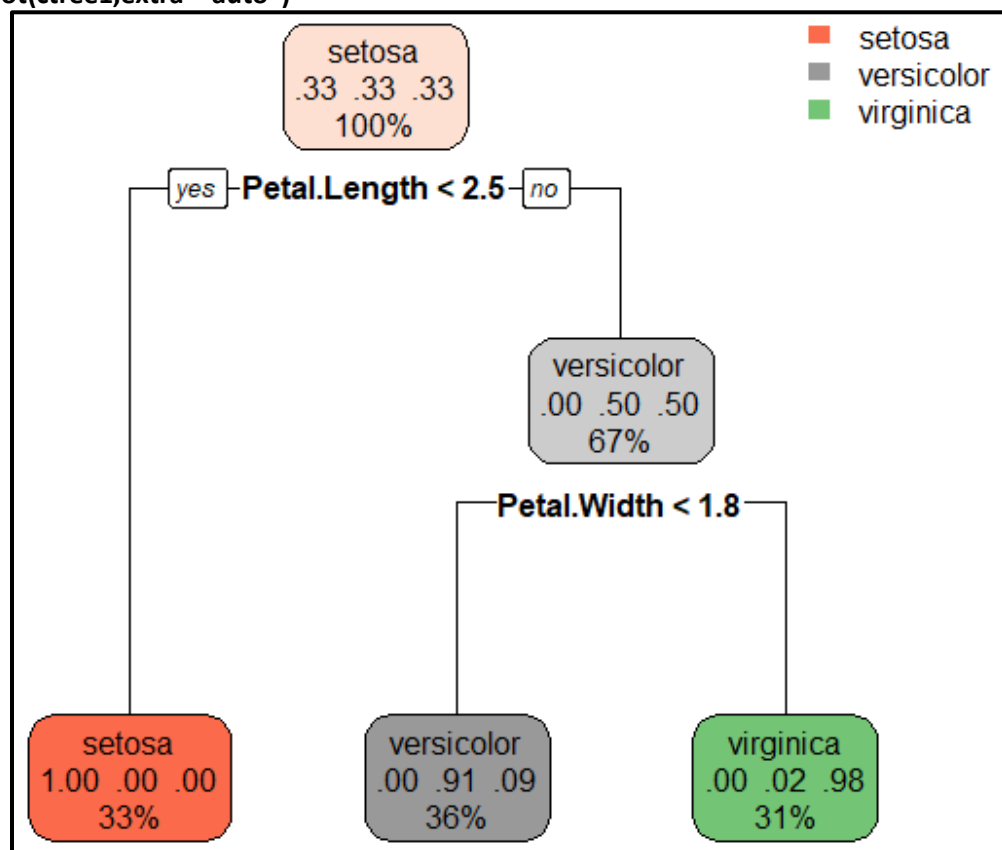 setosa
.33 .33 .33
100%
setosa
versicolor
virginica
yes Petal.Length < 2.5 no
versicolor
.00 .50 .50
67%
Petal.Width < 1.8
setosa
1.00 .00 .00
33%
versicolor
.00 .91 .09
36%
virginica
.00 .02 .98
31%